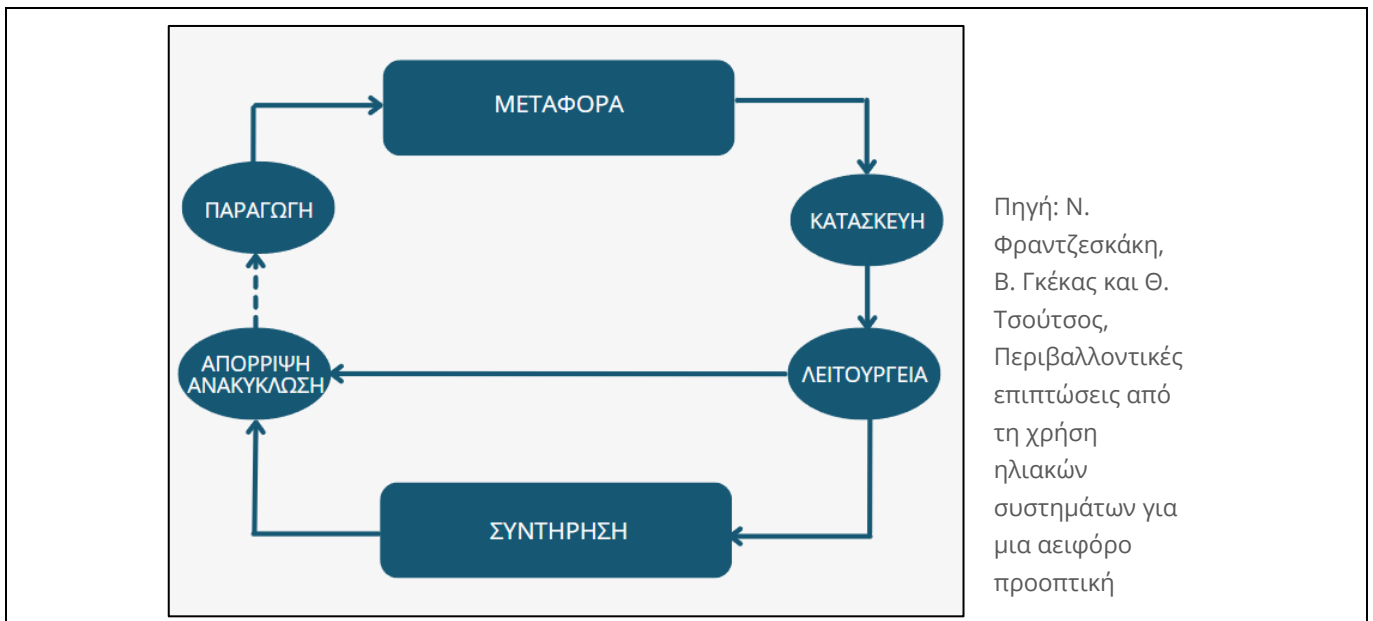 ΜΕΤΑΦΟΡΑ
ΠΑΡΑΓΩΓΗ
ΚΑΤΑΣΚΕΥΗ
ΑΠΟΡΡΙΨΗ
ΑΝΑΚΥΚΛΩΣΗ
ΛΕΙΤΟΥΡΓΕΙΑ
ΣΥΝΤΗΡΗΣΗ
Πηγή: Ν.
Φραντζεσκάκη,
Β. Γκέκας και Θ.
Τσούτσος,
Περιβαλλοντικές
επιπτώσεις από
τη χρήση
ηλιακών
συστημάτων για
μια αειφόρο
προοπτική